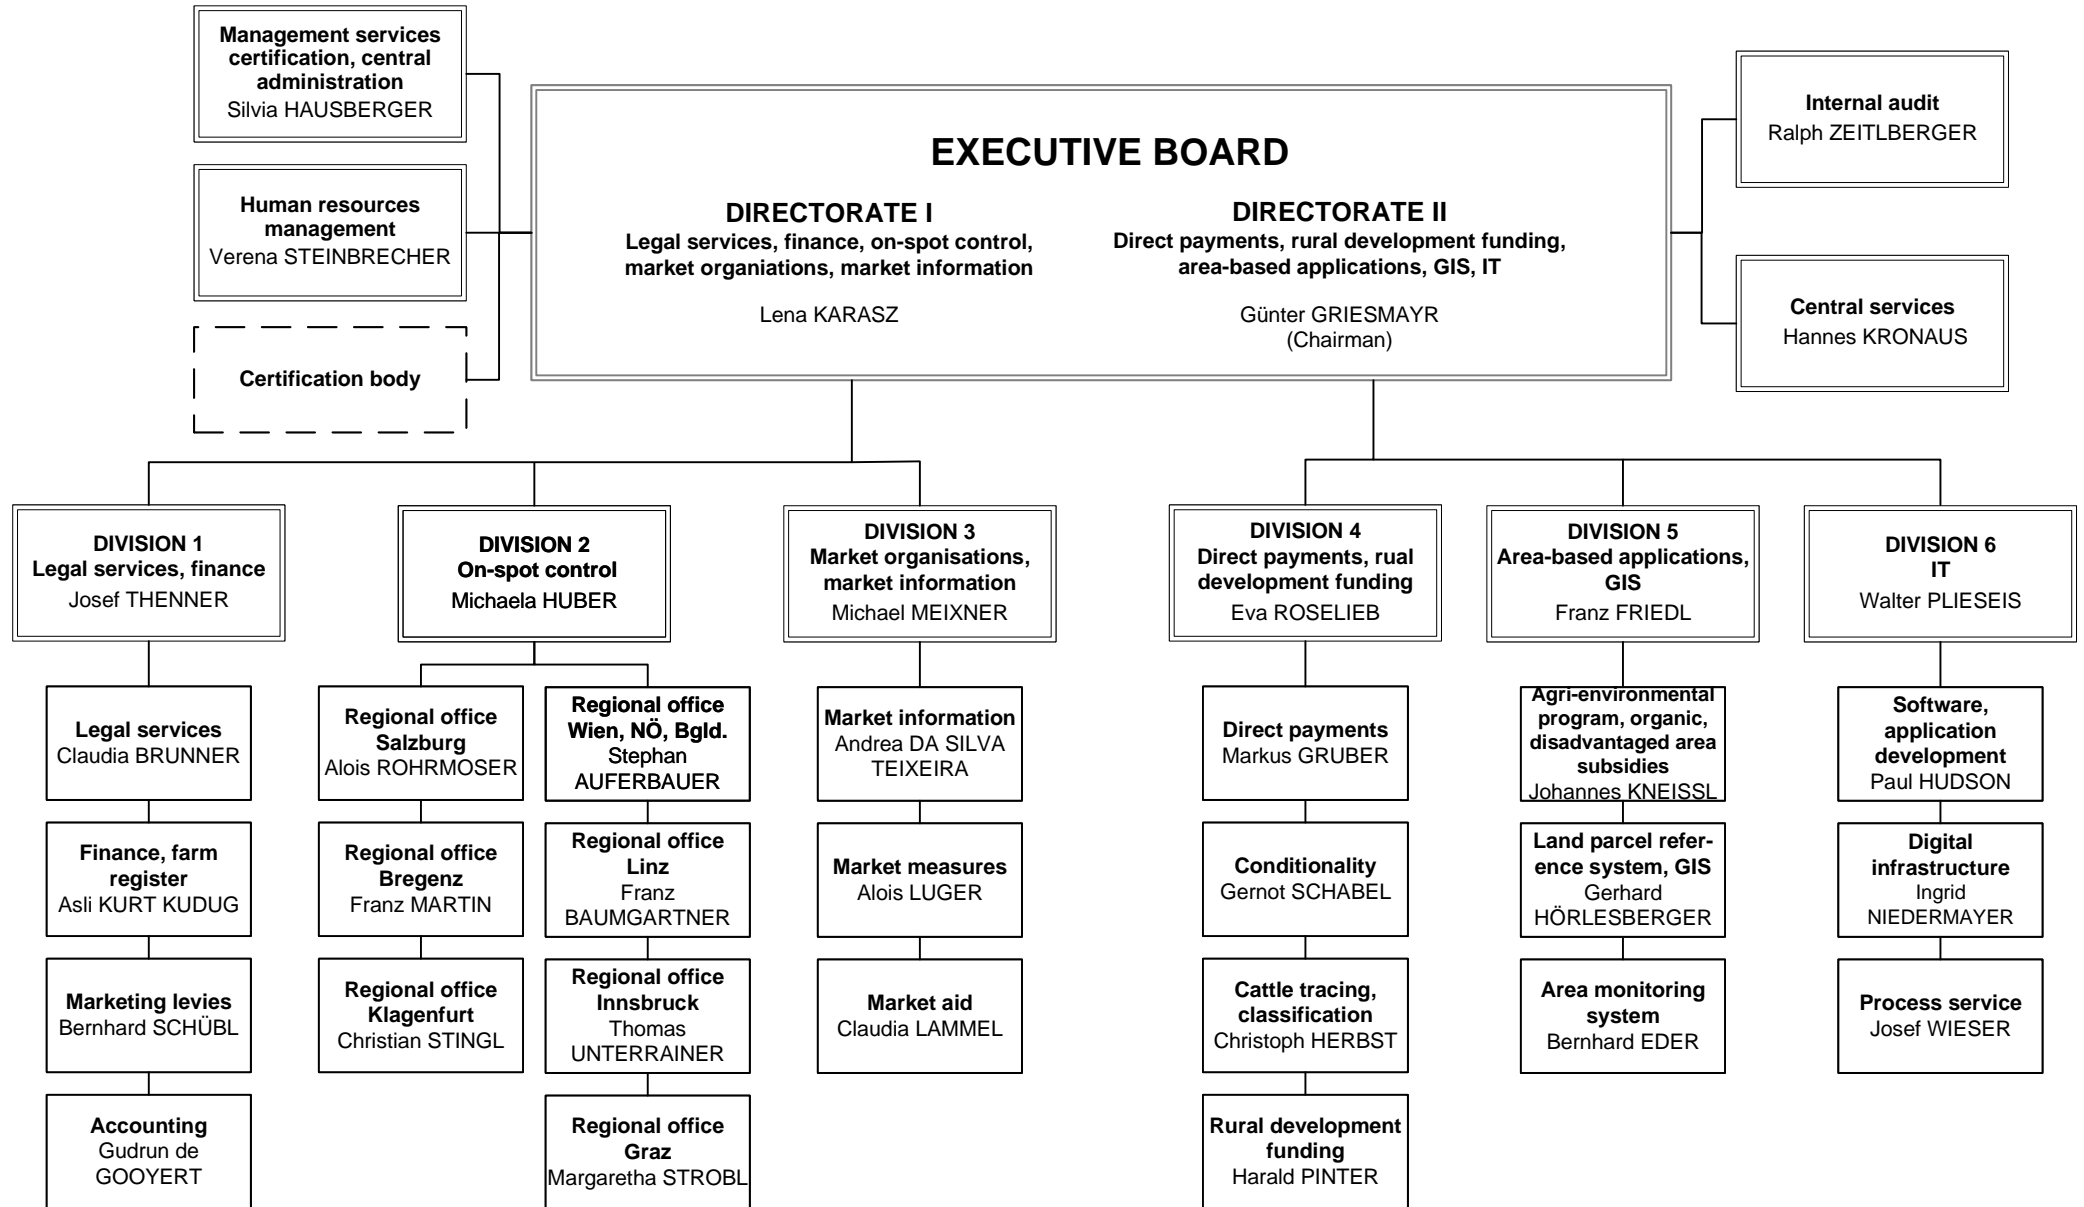 Management services
certification, central
administration
Silvia HAUSBERGER
Human resources
management
Verena STEINBRECHER
Certification body
EXECUTIVE BOARD
DIRECTORATE I
Legal services, finance, on-spot control,
market organiations, market information
Lena KARASZ
DIRECTORATE II
Direct payments, rural development funding,
area-based applications, GIS, IT
Günter GRIESMAYR
(Chairman)
Internal audit
Ralph ZEITLBERGER
Central services
Hannes KRONAUS
DIVISION 1
Legal services, finance
Josef THENNER
DIVISION 2
On-spot control
Michaela HUBER
DIVISION 3
Market organisations,
market information
Michael MEIXNER
DIVISION 4
Direct payments, rual
development funding
Eva ROSELIEB
DIVISION 5
Area-based applications,
GIS
Franz FRIEDL
DIVISION 6
IT
Walter PLIESEIS
Legal services
Claudia BRUNNER
Finance, farm
register
Asli KURT KUDUG
Marketing levies
Bernhard SCHÜBL
Accounting
Gudrun de
GOOYERT
Regional office
Salzburg
Alois ROHRMOSER
Regional office
Bregenz
Franz MARTIN
Regional office
Klagenfurt
Christian STINGL
Regional office
Wien, NÖ, Bgld.
Stephan
AUFERBAUER
Regional office
Linz
Franz
BAUMGARTNER
Regional office
Innsbruck
Thomas
UNTERRAINER
Regional office
Graz
Margaretha STROBL
Market information
Andrea DA SILVA
TEIXEIRA
Market measures
Alois LUGER
Market aid
Claudia LAMMEL
Direct payments
Markus GRUBER
Conditionality
Gernot SCHABEL
Cattle tracing,
classification
Christoph HERBST
Rural development
funding
Harald PINTER
Agri-environmental
program, organic,
disadvantaged area
subsidies
Johannes KNEISSL
Land parcel refer-
ence system, GIS
Gerhard
HÖRLESBERGER
Area monitoring
system
Bernhard EDER
Software,
application
development
Paul HUDSON
Digital
infrastructure
Ingrid
NIEDERMAYER
Process service
Josef WIESER